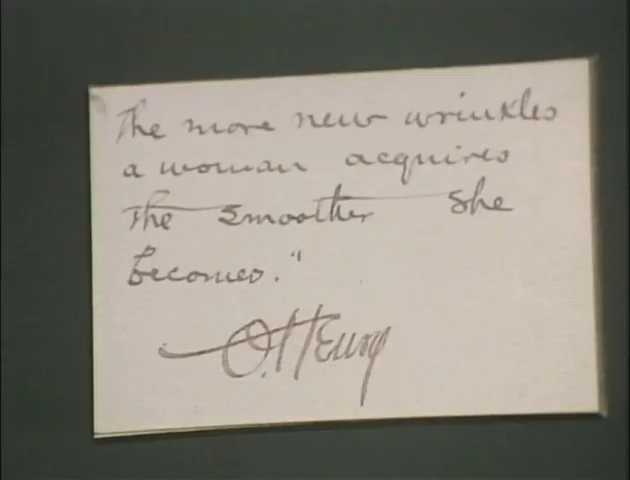 The more new wrinkles
a woman acquires
The smoother she
becomes."
O. Henry